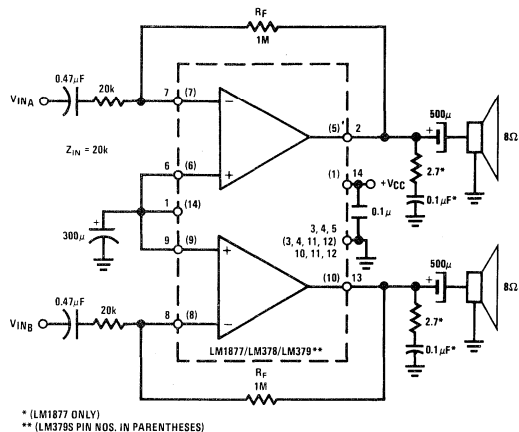 RF
1M
0.47µF
20k
7
(7)
VINA
(5)*
2
500µ
+
8Ω
ZIN = 20k
6
(6)
2.7*
(1)
14
+VCC
0.1µF*
1
(14)
0.1µ
+
300µ
3, 4, 5
(3, 4, 11, 12)
10, 11, 12
9
(9)
+
500µ
+
(10)
13
8Ω
0.47µF
20k
8
(8)
VINB
2.7*
LM1877/LM378/LM379**
0.1µF*
RF
1M
* (LM1877 ONLY)
** (LM379S PIN NOS. IN PARENTHESES)